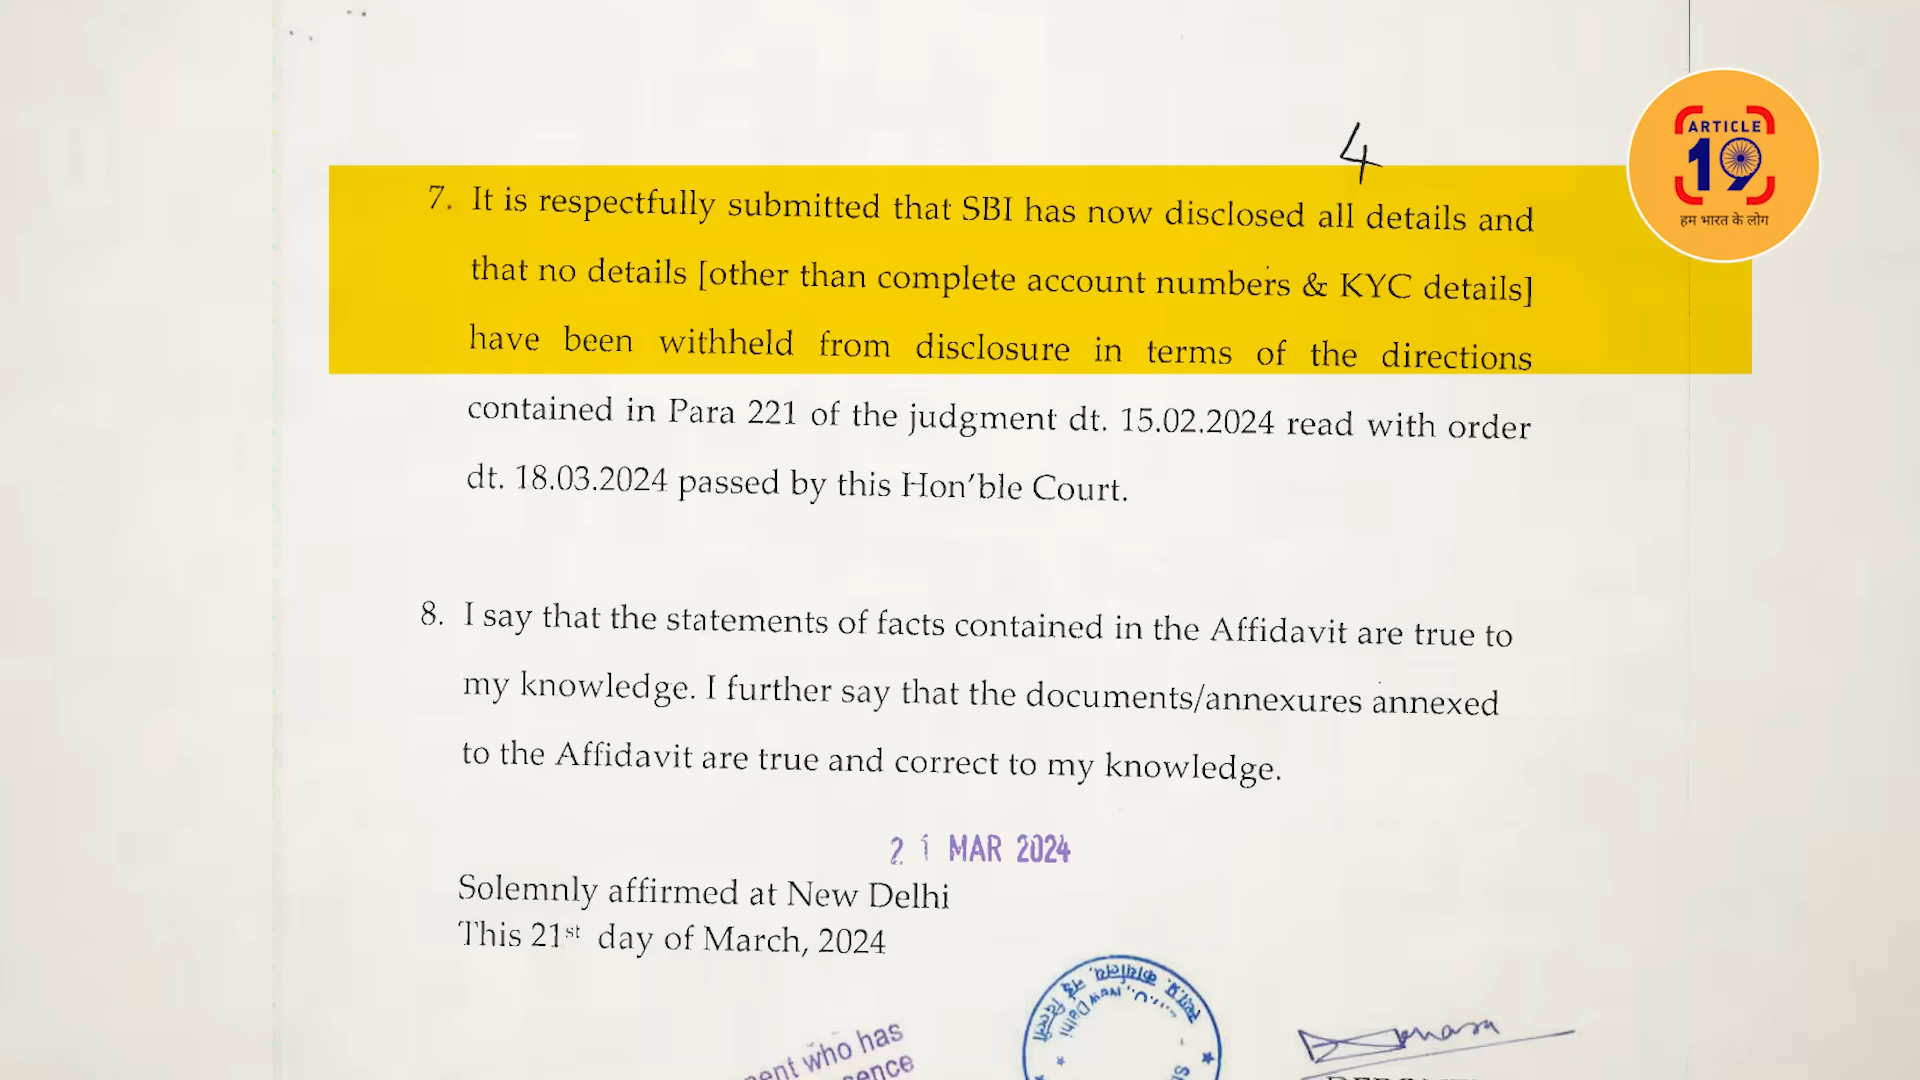 4
ARTICLE
19
हम भारत के लोग
7. It is respectfully submitted that SBI has now disclosed all details and
that no details [other than complete account numbers & KYC details]
have been withheld from disclosure in terms of the directions
contained in Para 221 of the judgment dt. 15.02.2024 read with order
dt. 18.03.2024 passed by this Hon'ble Court.
8. I say that the statements of facts contained in the Affidavit are true to
my knowledge. I further say that the documents/annexures annexed
to the Affidavit are true and correct to my knowledge.
21 MAR 2024
Solemnly affirmed at New Delhi
This 21st day of March, 2024
who has
New Delhi